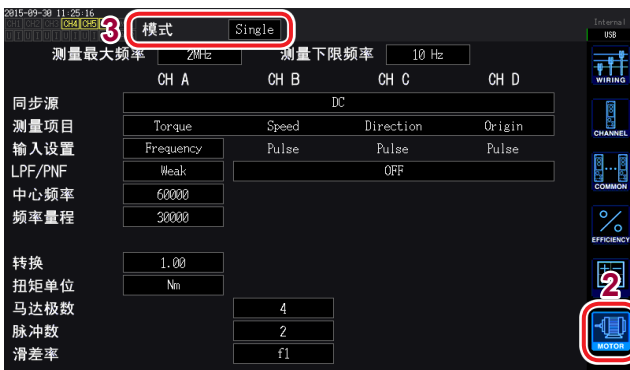 2015-09-30 11:25:16
CH4 CH5
3 模式 Single
Internal
USB
测量最大频率 2MHz 测量下限频率 10 Hz
WIRING
CH A CH B CH C CH D
同步源 DC
测量项目 Torque Speed Direction Origin
CHANNEL
输入设置 Frequency Pulse Pulse Pulse
LPF/PNF Weak OFF
COMMON
中心频率 60000
频率量程 30000
EFFICIENCY
转换 1.00
扭矩单位 Nm
2
马达极数 4
脉冲数 2
MOTOR
滑差率 f1